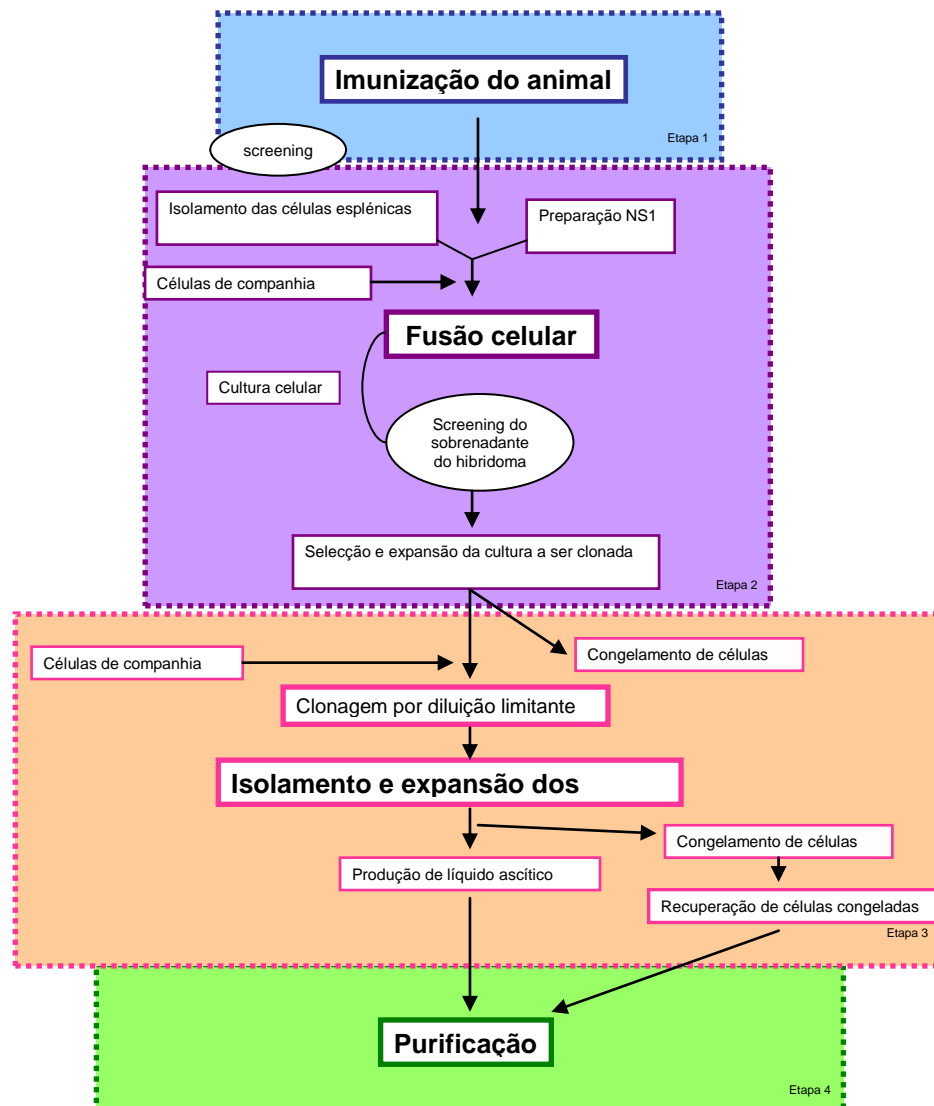 Imunização do animal
Etapa 1
screening
Isolamento das células esplénicas
Preparação NS1
Células de companhia
Fusão celular
Cultura celular
Screening do
sobrenadante
do hibridoma
Selecção e expansão da cultura a ser clonada
Etapa 2
Células de companhia
Congelamento de células
Clonagem por diluição limitante
Isolamento e expansão dos
Congelamento de células
Produção de líquido ascítico
Recuperação de células congeladas
Etapa 3
Purificação
Etapa 4